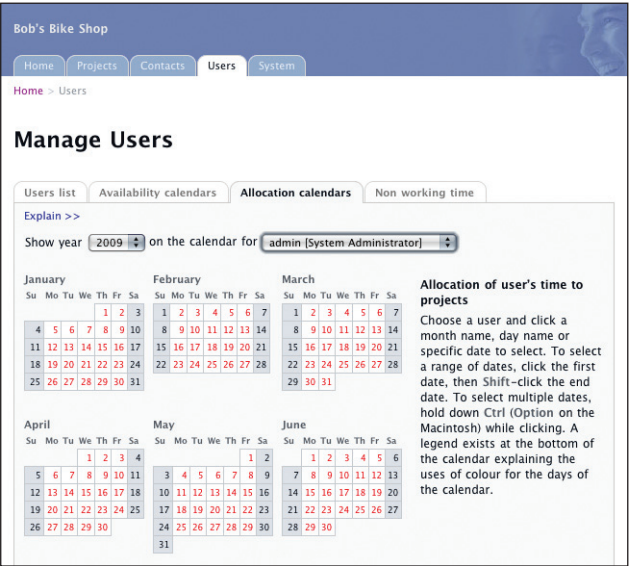 Bob's Bike Shop
Home Projects Contacts Users System
Home > Users
Manage Users
Users list Availability calendars Allocation calendars Non working time
Explain >>
Show year 2009 on the calendar for admin [System Administrator]
January
Su Mo Tu We Th Fr Sa
1 2 3
4 5 6 7 8 9 10
11 12 13 14 15 16 17
18 19 20 21 22 23 24
25 26 27 28 29 30 31
February
Su Mo Tu We Th Fr Sa
1 2 3 4 5 6 7
8 9 10 11 12 13 14
15 16 17 18 19 20 21
22 23 24 25 26 27 28
March
Su Mo Tu We Th Fr Sa
1 2 3 4 5 6 7
8 9 10 11 12 13 14
15 16 17 18 19 20 21
22 23 24 25 26 27 28
29 30 31
April
Su Mo Tu We Th Fr Sa
1 2 3 4
5 6 7 8 9 10 11
12 13 14 15 16 17 18
19 20 21 22 23 24 25
26 27 28 29 30
May
Su Mo Tu We Th Fr Sa
1 2
3 4 5 6 7 8 9
10 11 12 13 14 15 16
17 18 19 20 21 22 23
24 25 26 27 28 29 30
31
June
Su Mo Tu We Th Fr Sa
1 2 3 4 5 6
7 8 9 10 11 12 13
14 15 16 17 18 19 20
21 22 23 24 25 26 27
28 29 30
Allocation of user's time to
projects
Choose a user and click a
month name, day name or
specific date to select. To select
a range of dates, click the first
date, then Shift-click the end
date. To select multiple dates,
hold down Ctrl (Option on the
Macintosh) while clicking. A
legend exists at the bottom of
the calendar explaining the
uses of colour for the days of
the calendar.